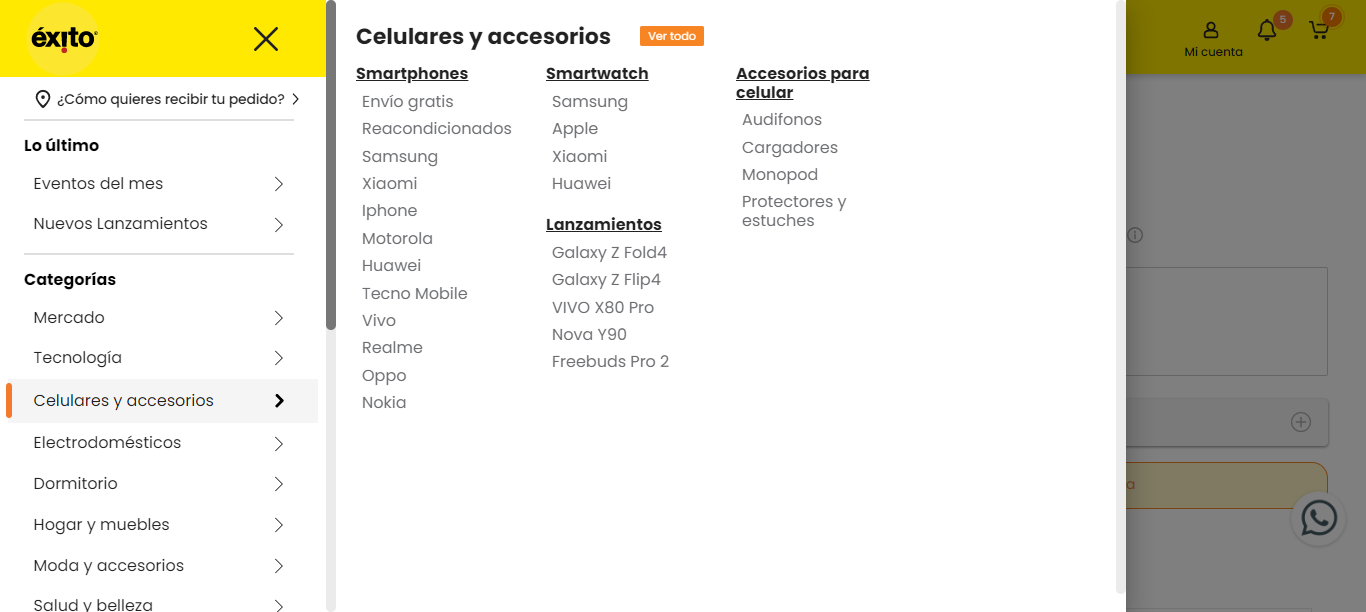 éxito
¿Cómo quieres recibir tu pedido?
Lo último
Eventos del mes
Nuevos Lanzamientos
Categorías
Mercado
Tecnología
Celulares y accesorios
Electrodomésticos
Dormitorio
Hogar y muebles
Moda y accesorios
Salud y belleza
Celulares y accesorios
Ver todo
Smartphones
Envío gratis
Reacondicionados
Samsung
Xiaomi
Iphone
Motorola
Huawei
Tecno Mobile
Vivo
Realme
Oppo
Nokia
Smartwatch
Samsung
Apple
Xiaomi
Huawei
Lanzamientos
Galaxy Z Fold4
Galaxy Z Flip4
VIVO X80 Pro
Nova Y90
Freebuds Pro 2
Accesorios para
celular
Audifonos
Cargadores
Monopod
Protectores y
estuches
Mi cuenta
5
7